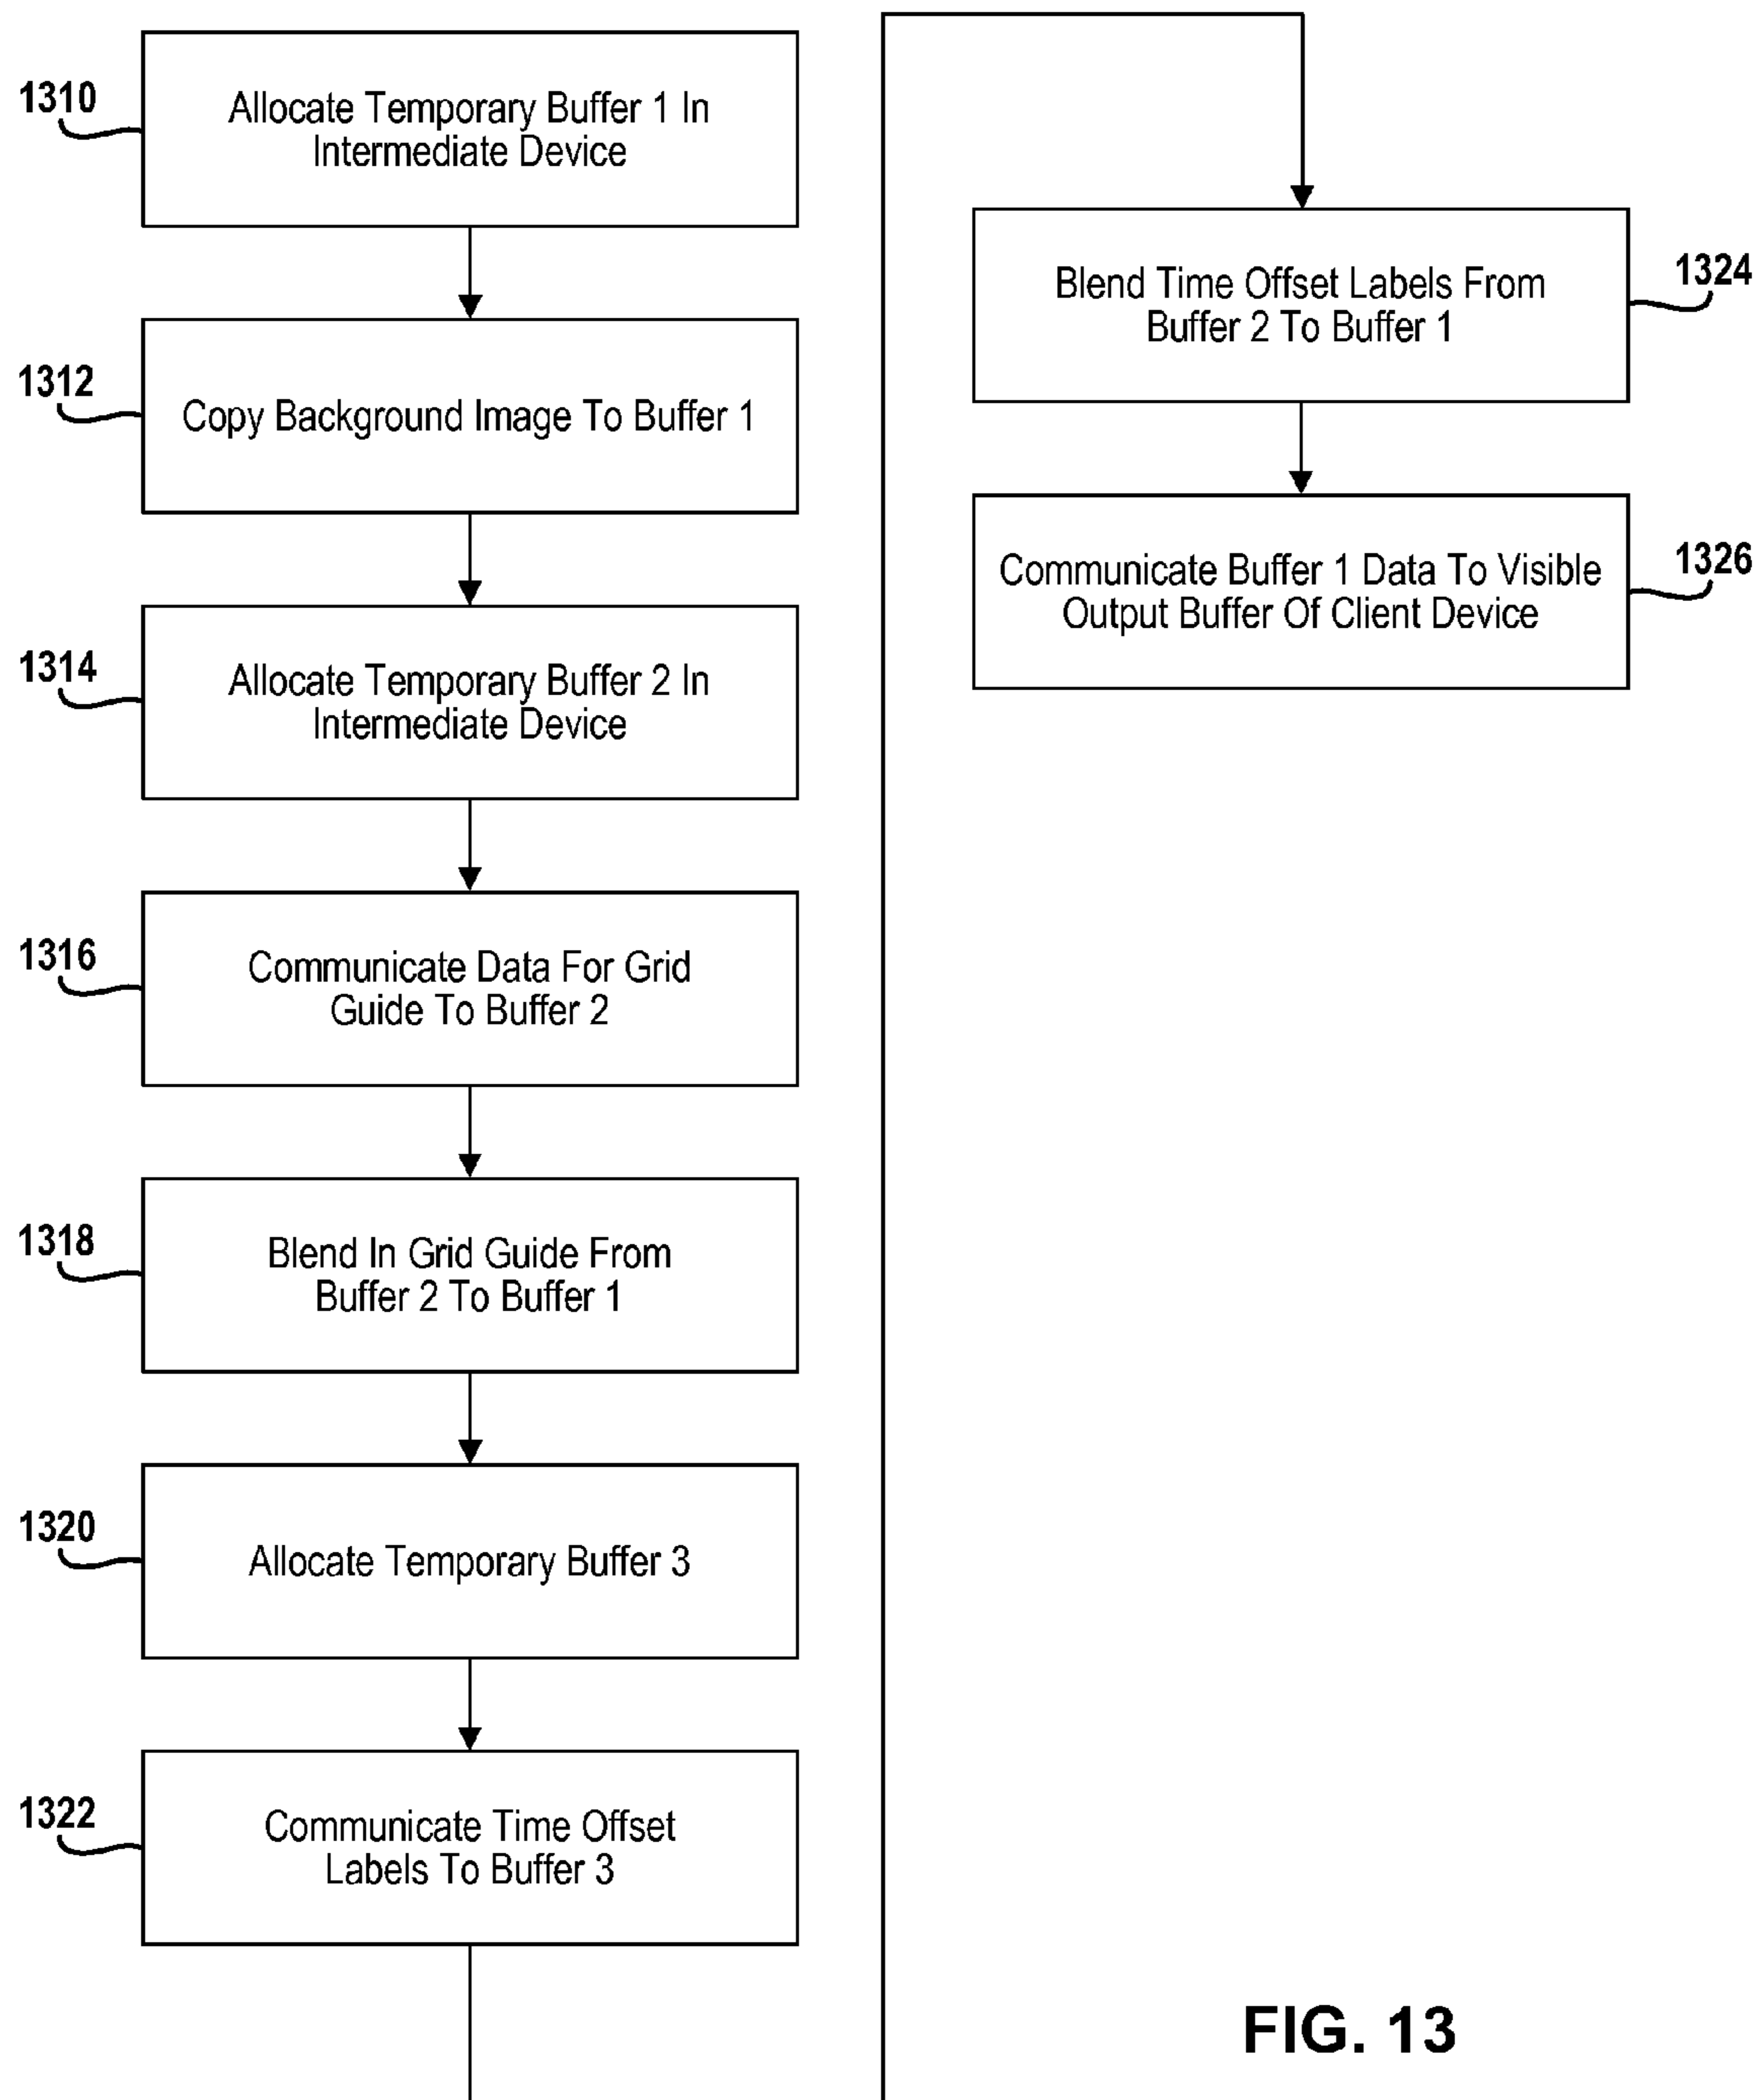 1310
Allocate Temporary Buffer 1 In
Intermediate Device
1312
Copy Background Image To Buffer 1
1314
Allocate Temporary Buffer 2 In
Intermediate Device
1316
Communicate Data For Grid
Guide To Buffer 2
1318
Blend In Grid Guide From
Buffer 2 To Buffer 1
1320
Allocate Temporary Buffer 3
1322
Communicate Time Offset
Labels To Buffer 3
Blend Time Offset Labels From
Buffer 2 To Buffer 1
1324
Communicate Buffer 1 Data To Visible
Output Buffer Of Client Device
1326
FIG. 13